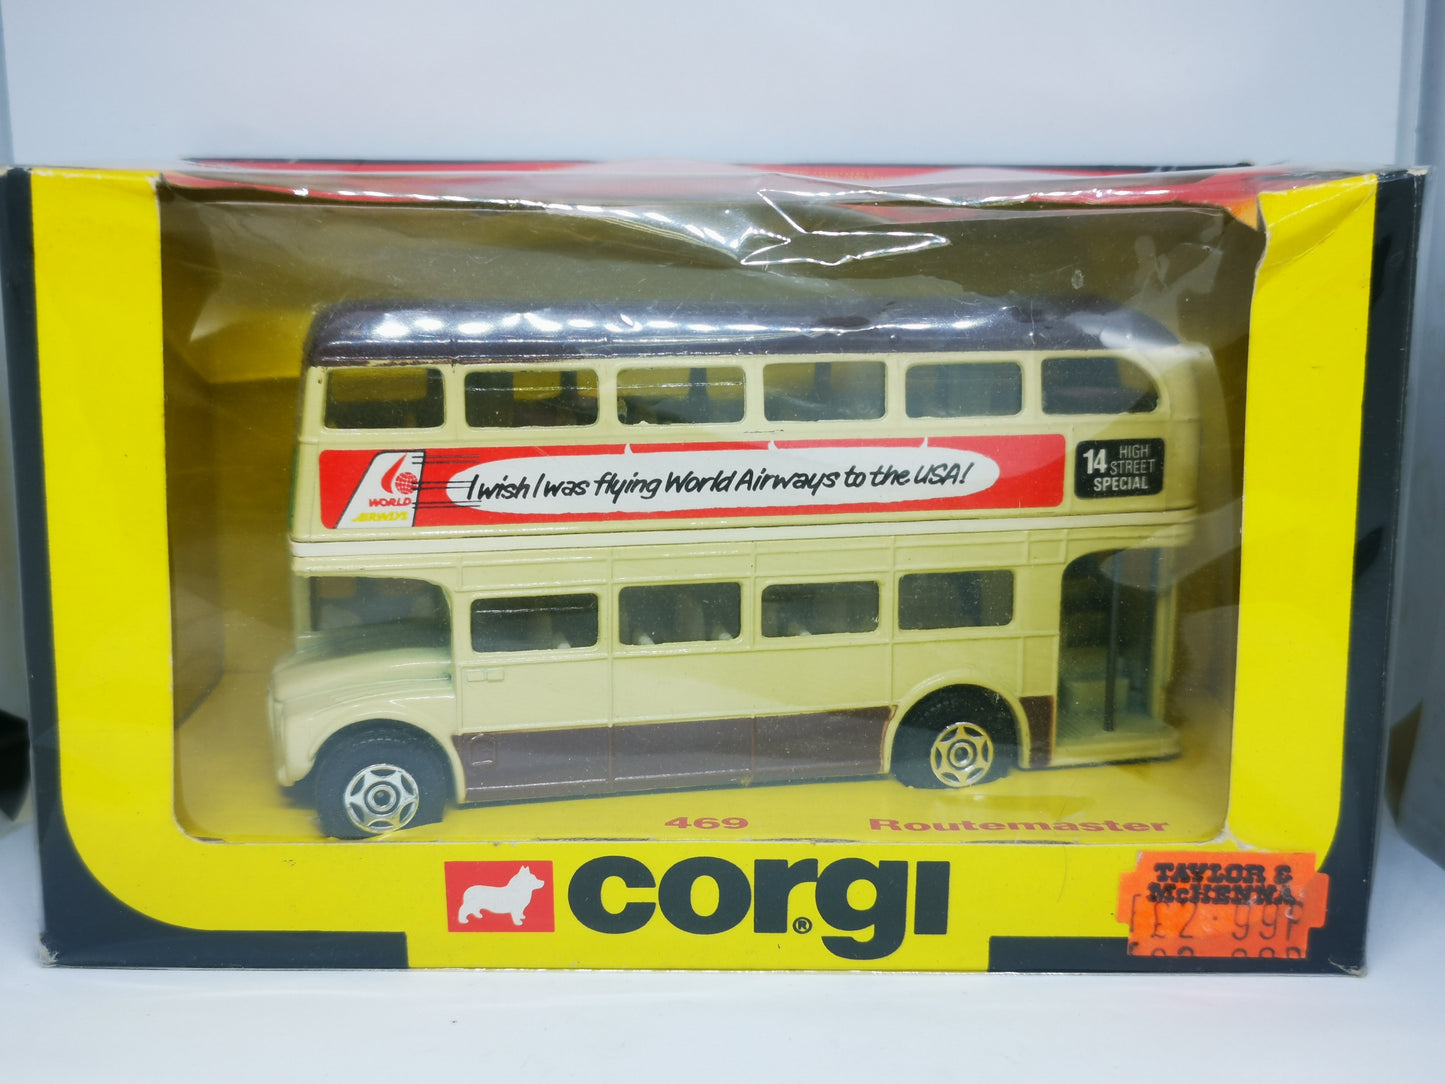 WORLD
AIRWAYS
I wish I was flying World Airways to the USA!
14 HIGH
STREET
SPECIAL
469 Routemaster
corgi®
TAYLOR &
McKENNA
£2.99P